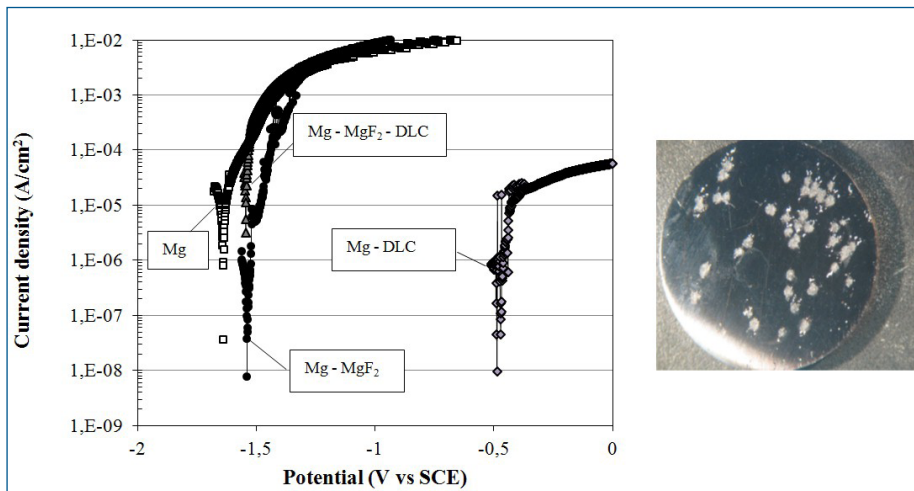 1,E-02
1,E-03
1,E-04
1,E-05
1,E-06
1,E-07
1,E-08
1,E-09
Current density (A/cm²)
Mg - MgF₂ - DLC
Mg
Mg - DLC
Mg - MgF₂
-2
-1,5
-1
-0,5
0
Potential (V vs SCE)